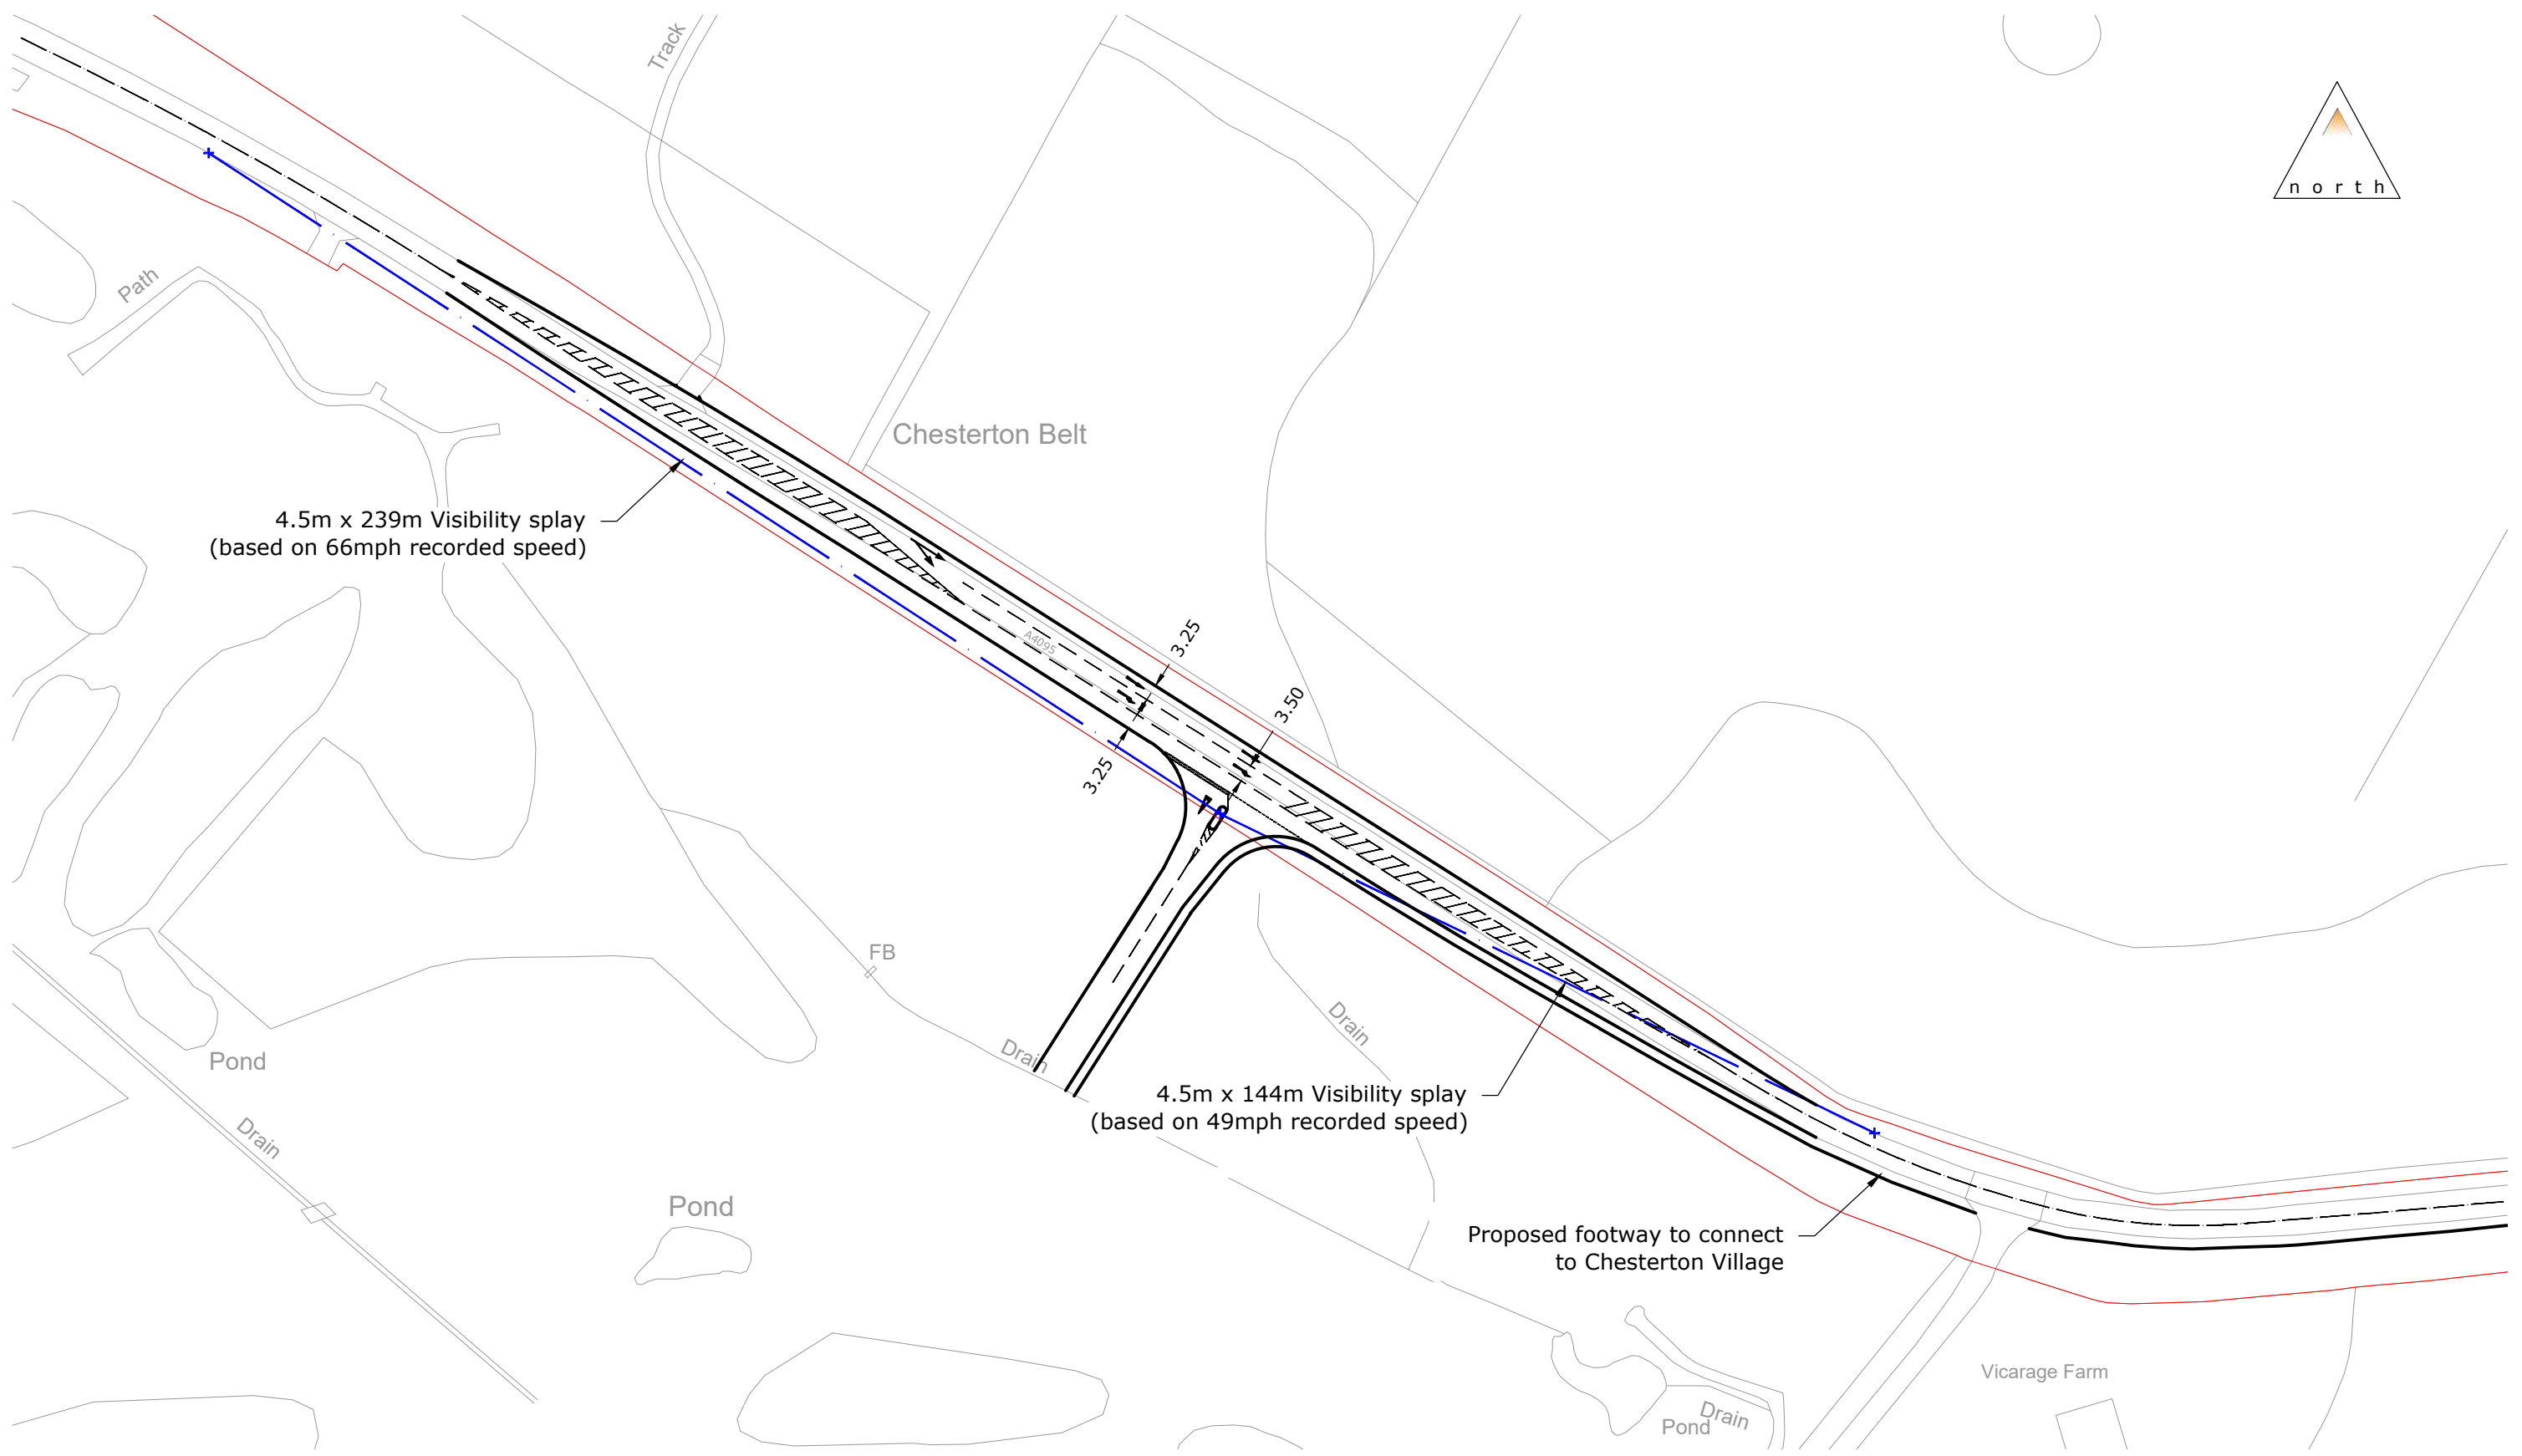 Track
north
Path
Chesterton Belt
4.5m x 239m Visibility splay
(based on 66mph recorded speed)
A4095
3.25
3.50
3.25
FB
Drain
Drain
Pond
Drain
4.5m x 144m Visibility splay
(based on 49mph recorded speed)
Pond
Proposed footway to connect
to Chesterton Village
Vicarage Farm
Drain
Pond